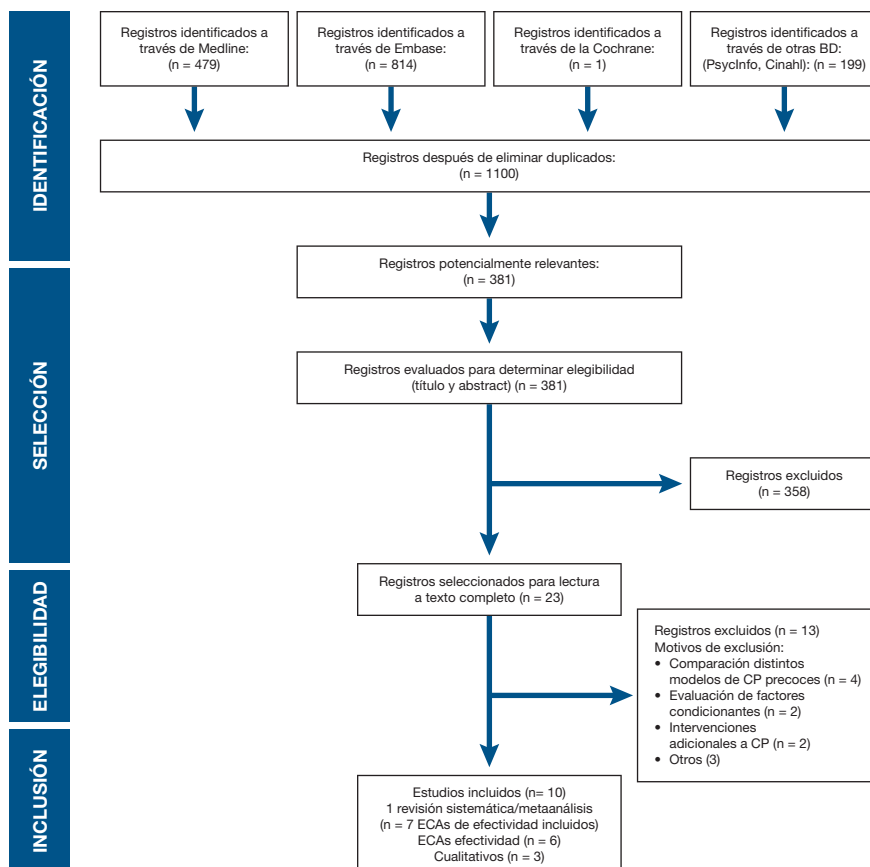 IDENTIFICACIÓN
Registros identificados a
través de Medline:
(n = 479)
Registros identificados a
través de Embase:
(n = 814)
Registros identificados a
través de la Cochrane:
(n = 1)
Registros identificados a
través de otras BD:
(PsycInfo, Cinahl): (n = 199)
Registros después de eliminar duplicados:
(n = 1100)
SELECCIÓN
Registros potencialmente relevantes:
(n = 381)
Registros evaluados para determinar elegibilidad
(título y abstract) (n = 381)
Registros excluidos
(n = 358)
ELEGIBILIDAD
Registros seleccionados para lectura
a texto completo (n = 23)
Registros excluidos (n = 13)
Motivos de exclusión:
• Comparación distintos
modelos de CP precoces (n = 4)
• Evaluación de factores
condicionantes (n = 2)
• Intervenciones
adicionales a CP (n = 2)
• Otros (3)
INCLUSIÓN
Estudios incluidos (n= 10)
1 revisión sistemática/metaanálisis
(n = 7 ECAs de efectividad incluidos)
ECAs efectividad (n = 6)
Cualitativos (n = 3)